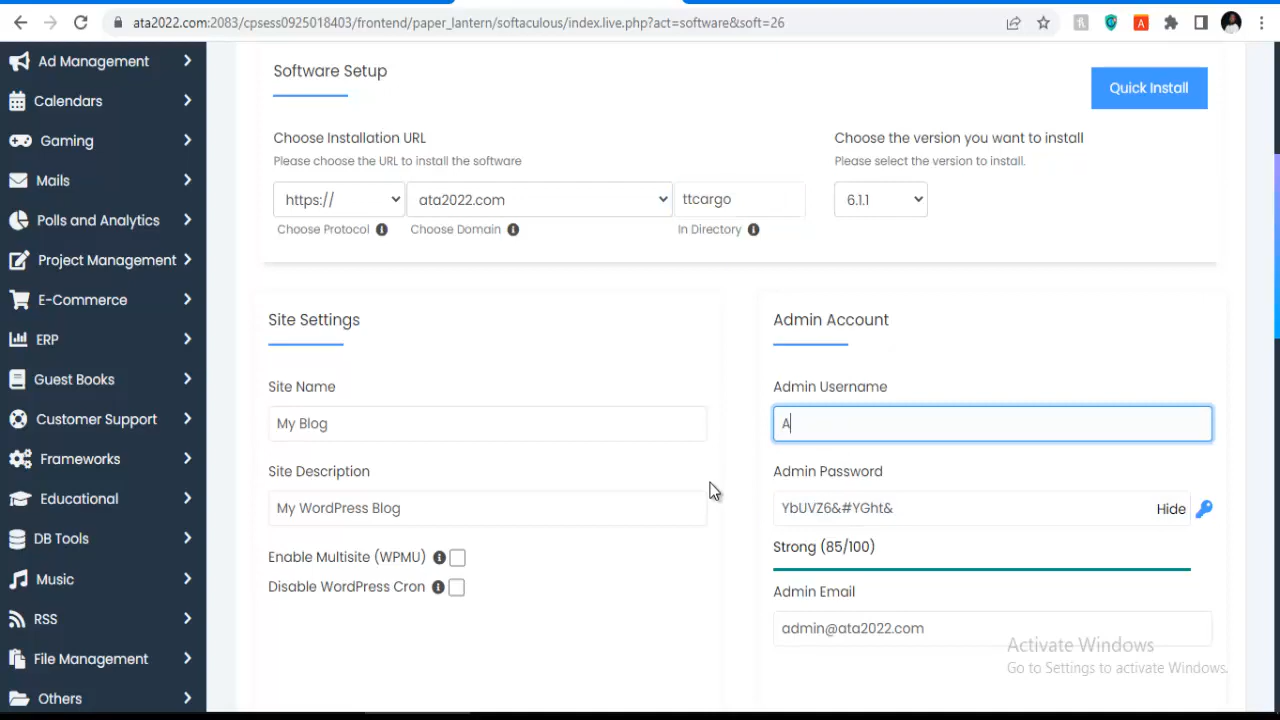 ata2022.com:2083/cpsess0925018403/frontend/paper_lantern/softaculous/index.live.php?act=software&soft=26
Ad Management
Calendars
Gaming
Mails
Polls and Analytics
Project Management
E-Commerce
ERP
Guest Books
Customer Support
Frameworks
Educational
DB Tools
Music
RSS
File Management
Others
Software Setup
Quick Install
Choose Installation URL
Please choose the URL to install the software
https://
ata2022.com
ttcargo
Choose Protocol
Choose Domain
In Directory
Choose the version you want to install
Please select the version to install.
6.1.1
Site Settings
Site Name
My Blog
Site Description
My WordPress Blog
Enable Multisite (WPMU)
Disable WordPress Cron
Admin Account
Admin Username
A
Admin Password
YbUVZ6&#YGht&
Hide
Strong (85/100)
Admin Email
admin@ata2022.com
Activate Windows
Go to Settings to activate Windows.